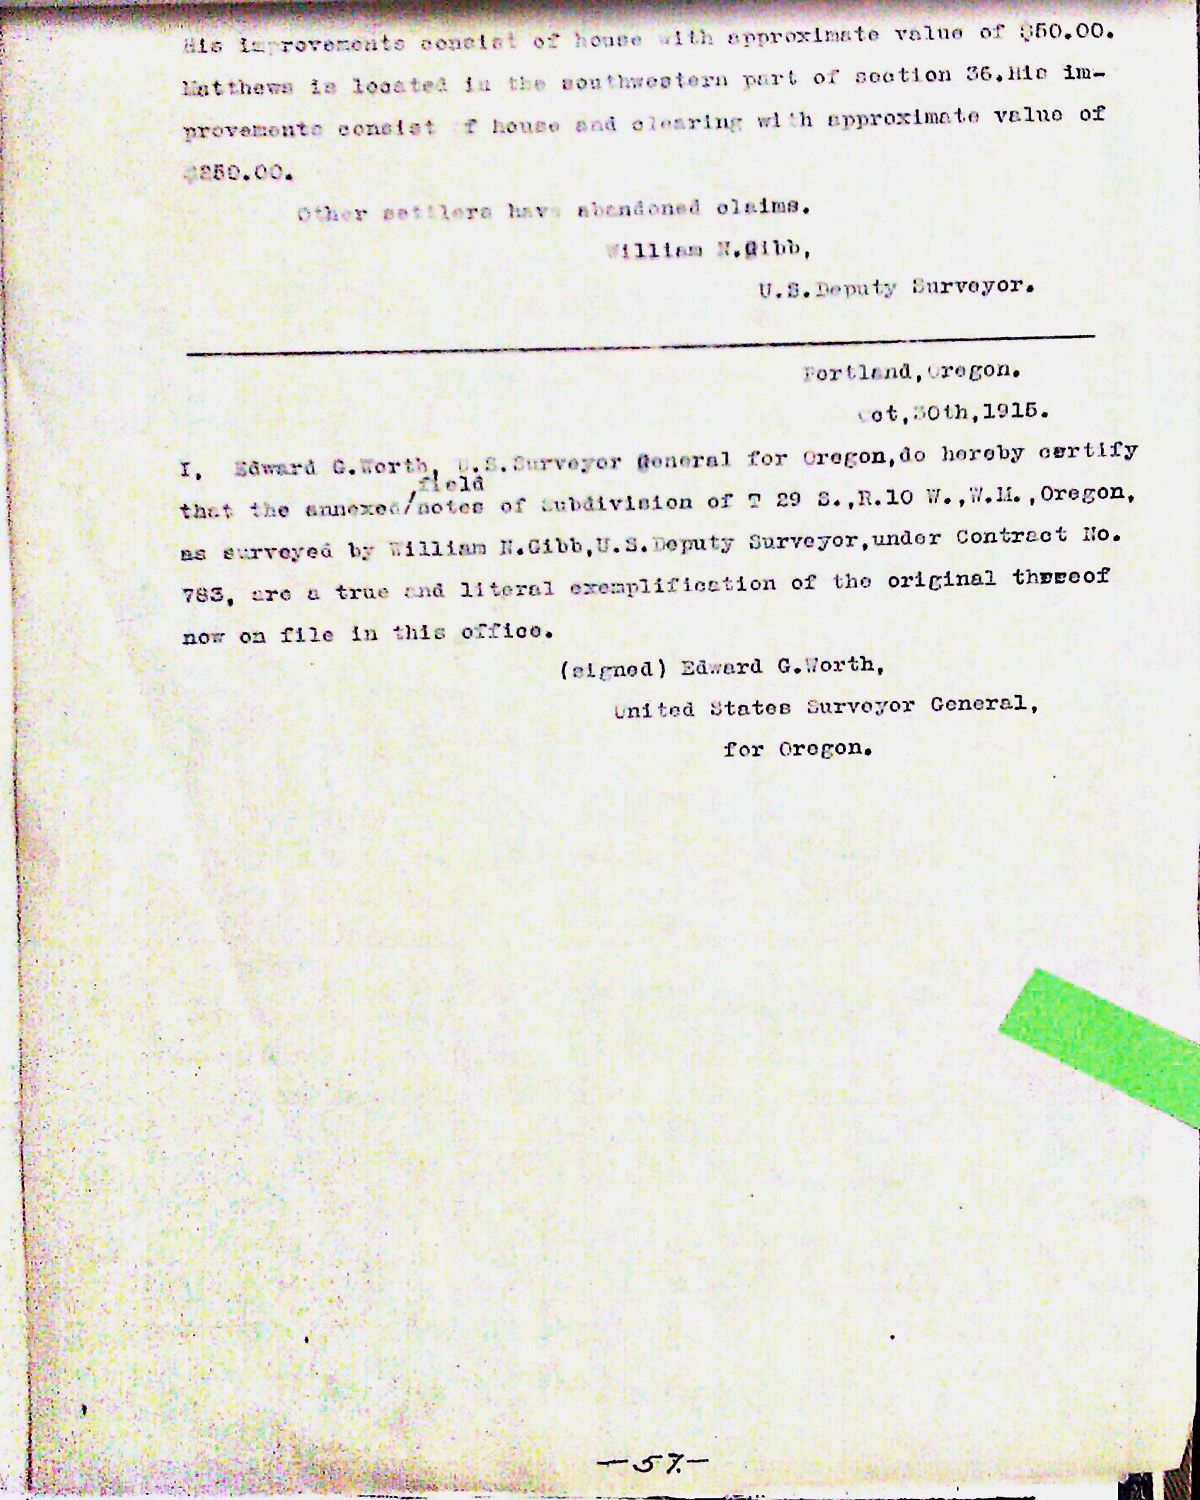 His improvements consist of house with approximate value of $50.00.
Matthews is located in the southwestern part of section 36.His im-
provements consist of house and clearing with approximate value of
$250.00.
Other settlers have abandoned claims.
William N.Gibb,
U.S.Deputy Surveyor.
Portland,Oregon.
Oct,30th,1915.
I, Edward G.Worth, U.S.Surveyor General for Oregon,do hereby certify
field
that the annexed/notes of subdivision of T 29 S.,R.10 W.,W.M.,Oregon,
as surveyed by William N.Gibb,U.S.Deputy Surveyor,under Contract No.
783, are a true and literal exemplification of the original thereof
now on file in this office.
(signed) Edward G.Worth,
United States Surveyor General,
for Oregon.
-57.-